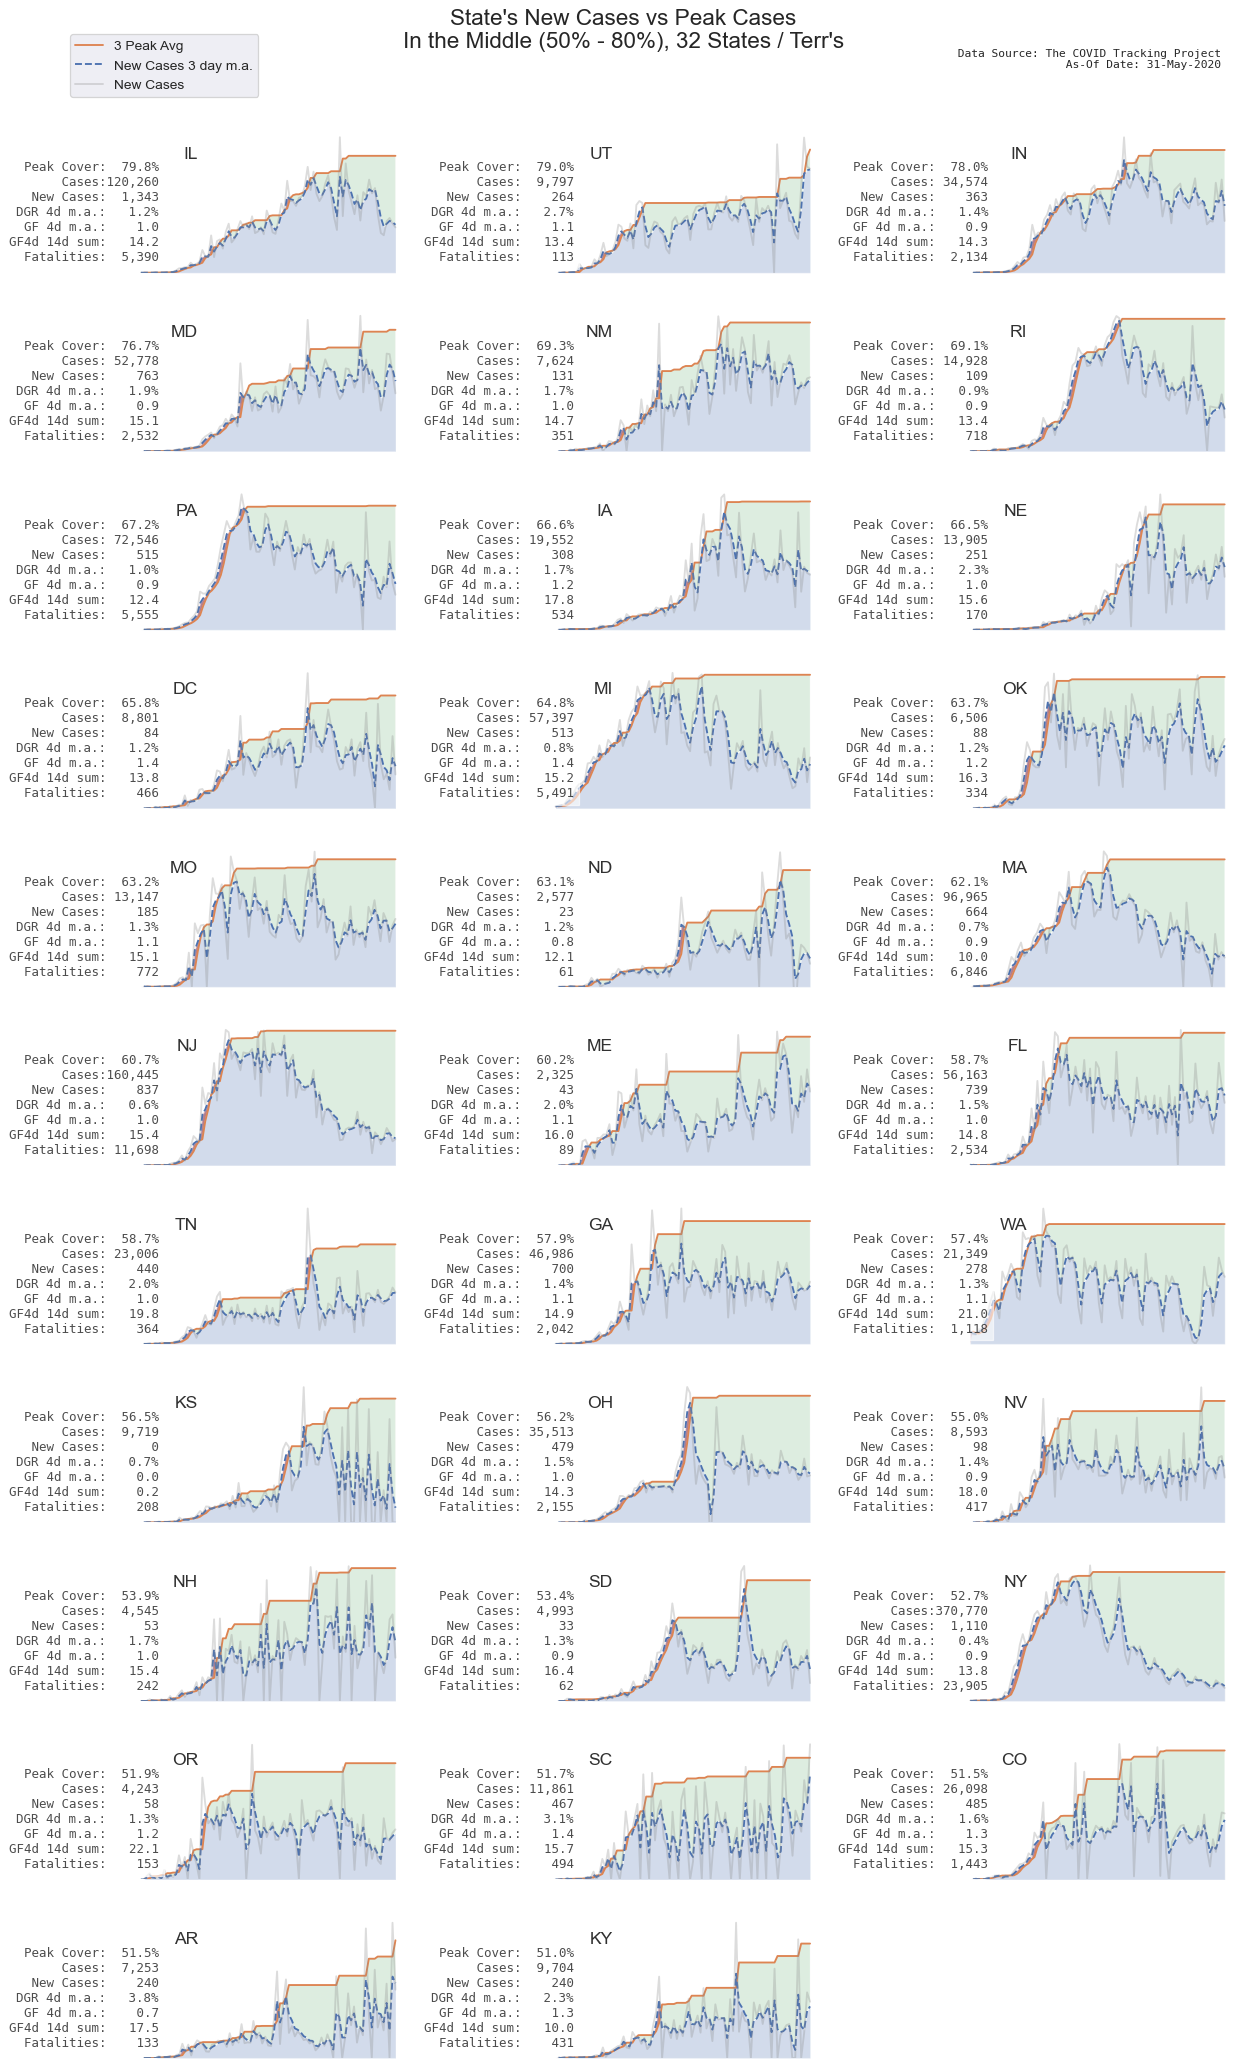 State's New Cases vs Peak Cases
In the Middle (50% - 80%), 32 States / Terr's
3 Peak Avg
New Cases 3 day m.a.
New Cases
Data Source: The COVID Tracking Project
As-Of Date: 31-May-2020
IL
Peak Cover: 79.8%
Cases:120,260
New Cases: 1,343
DGR 4d m.a.: 1.2%
GF 4d m.a.: 1.0
GF4d 14d sum: 14.2
Fatalities: 5,390
UT
Peak Cover: 79.0%
Cases: 9,797
New Cases: 264
DGR 4d m.a.: 2.7%
GF 4d m.a.: 1.1
GF4d 14d sum: 13.4
Fatalities: 113
IN
Peak Cover: 78.0%
Cases: 34,574
New Cases: 363
DGR 4d m.a.: 1.4%
GF 4d m.a.: 0.9
GF4d 14d sum: 14.3
Fatalities: 2,134
MD
Peak Cover: 76.7%
Cases: 52,778
New Cases: 763
DGR 4d m.a.: 1.9%
GF 4d m.a.: 0.9
GF4d 14d sum: 15.1
Fatalities: 2,532
NM
Peak Cover: 69.3%
Cases: 7,624
New Cases: 131
DGR 4d m.a.: 1.7%
GF 4d m.a.: 1.0
GF4d 14d sum: 14.7
Fatalities: 351
RI
Peak Cover: 69.1%
Cases: 14,928
New Cases: 109
DGR 4d m.a.: 0.9%
GF 4d m.a.: 0.9
GF4d 14d sum: 13.4
Fatalities: 718
PA
Peak Cover: 67.2%
Cases: 72,546
New Cases: 515
DGR 4d m.a.: 1.0%
GF 4d m.a.: 0.9
GF4d 14d sum: 12.4
Fatalities: 5,555
IA
Peak Cover: 66.6%
Cases: 19,552
New Cases: 308
DGR 4d m.a.: 1.7%
GF 4d m.a.: 1.2
GF4d 14d sum: 17.8
Fatalities: 534
NE
Peak Cover: 66.5%
Cases: 13,905
New Cases: 251
DGR 4d m.a.: 2.3%
GF 4d m.a.: 1.0
GF4d 14d sum: 15.6
Fatalities: 170
DC
Peak Cover: 65.8%
Cases: 8,801
New Cases: 84
DGR 4d m.a.: 1.2%
GF 4d m.a.: 1.4
GF4d 14d sum: 13.8
Fatalities: 466
MI
Peak Cover: 64.8%
Cases: 57,397
New Cases: 513
DGR 4d m.a.: 0.8%
GF 4d m.a.: 1.4
GF4d 14d sum: 15.2
Fatalities: 5,491
OK
Peak Cover: 63.7%
Cases: 6,506
New Cases: 88
DGR 4d m.a.: 1.2%
GF 4d m.a.: 1.2
GF4d 14d sum: 16.3
Fatalities: 334
MO
Peak Cover: 63.2%
Cases: 13,147
New Cases: 185
DGR 4d m.a.: 1.3%
GF 4d m.a.: 1.1
GF4d 14d sum: 15.1
Fatalities: 772
ND
Peak Cover: 63.1%
Cases: 2,577
New Cases: 23
DGR 4d m.a.: 1.2%
GF 4d m.a.: 0.8
GF4d 14d sum: 12.1
Fatalities: 61
MA
Peak Cover: 62.1%
Cases: 96,965
New Cases: 664
DGR 4d m.a.: 0.7%
GF 4d m.a.: 0.9
GF4d 14d sum: 10.0
Fatalities: 6,846
NJ
Peak Cover: 60.7%
Cases:160,445
New Cases: 837
DGR 4d m.a.: 0.6%
GF 4d m.a.: 1.0
GF4d 14d sum: 15.4
Fatalities: 11,698
ME
Peak Cover: 60.2%
Cases: 2,325
New Cases: 43
DGR 4d m.a.: 2.0%
GF 4d m.a.: 1.1
GF4d 14d sum: 16.0
Fatalities: 89
FL
Peak Cover: 58.7%
Cases: 56,163
New Cases: 739
DGR 4d m.a.: 1.5%
GF 4d m.a.: 1.0
GF4d 14d sum: 14.8
Fatalities: 2,534
TN
Peak Cover: 58.7%
Cases: 23,006
New Cases: 440
DGR 4d m.a.: 2.0%
GF 4d m.a.: 1.0
GF4d 14d sum: 19.8
Fatalities: 364
GA
Peak Cover: 57.9%
Cases: 46,986
New Cases: 700
DGR 4d m.a.: 1.4%
GF 4d m.a.: 1.1
GF4d 14d sum: 14.9
Fatalities: 2,042
WA
Peak Cover: 57.4%
Cases: 21,349
New Cases: 278
DGR 4d m.a.: 1.3%
GF 4d m.a.: 1.1
GF4d 14d sum: 21.0
Fatalities: 1,118
KS
Peak Cover: 56.5%
Cases: 9,719
New Cases: 0
DGR 4d m.a.: 0.7%
GF 4d m.a.: 0.0
GF4d 14d sum: 0.2
Fatalities: 208
OH
Peak Cover: 56.2%
Cases: 35,513
New Cases: 479
DGR 4d m.a.: 1.5%
GF 4d m.a.: 1.0
GF4d 14d sum: 14.3
Fatalities: 2,155
NV
Peak Cover: 55.0%
Cases: 8,593
New Cases: 98
DGR 4d m.a.: 1.4%
GF 4d m.a.: 0.9
GF4d 14d sum: 18.0
Fatalities: 417
NH
Peak Cover: 53.9%
Cases: 4,545
New Cases: 53
DGR 4d m.a.: 1.7%
GF 4d m.a.: 1.0
GF4d 14d sum: 15.4
Fatalities: 242
SD
Peak Cover: 53.4%
Cases: 4,993
New Cases: 33
DGR 4d m.a.: 1.3%
GF 4d m.a.: 0.9
GF4d 14d sum: 16.4
Fatalities: 62
NY
Peak Cover: 52.7%
Cases:370,770
New Cases: 1,110
DGR 4d m.a.: 0.4%
GF 4d m.a.: 0.9
GF4d 14d sum: 13.8
Fatalities: 23,905
OR
Peak Cover: 51.9%
Cases: 4,243
New Cases: 58
DGR 4d m.a.: 1.3%
GF 4d m.a.: 1.2
GF4d 14d sum: 22.1
Fatalities: 153
SC
Peak Cover: 51.7%
Cases: 11,861
New Cases: 467
DGR 4d m.a.: 3.1%
GF 4d m.a.: 1.4
GF4d 14d sum: 15.7
Fatalities: 494
CO
Peak Cover: 51.5%
Cases: 26,098
New Cases: 485
DGR 4d m.a.: 1.6%
GF 4d m.a.: 1.3
GF4d 14d sum: 15.3
Fatalities: 1,443
AR
Peak Cover: 51.5%
Cases: 7,253
New Cases: 240
DGR 4d m.a.: 3.8%
GF 4d m.a.: 0.7
GF4d 14d sum: 17.5
Fatalities: 133
KY
Peak Cover: 51.0%
Cases: 9,704
New Cases: 240
DGR 4d m.a.: 2.3%
GF 4d m.a.: 1.3
GF4d 14d sum: 10.0
Fatalities: 431